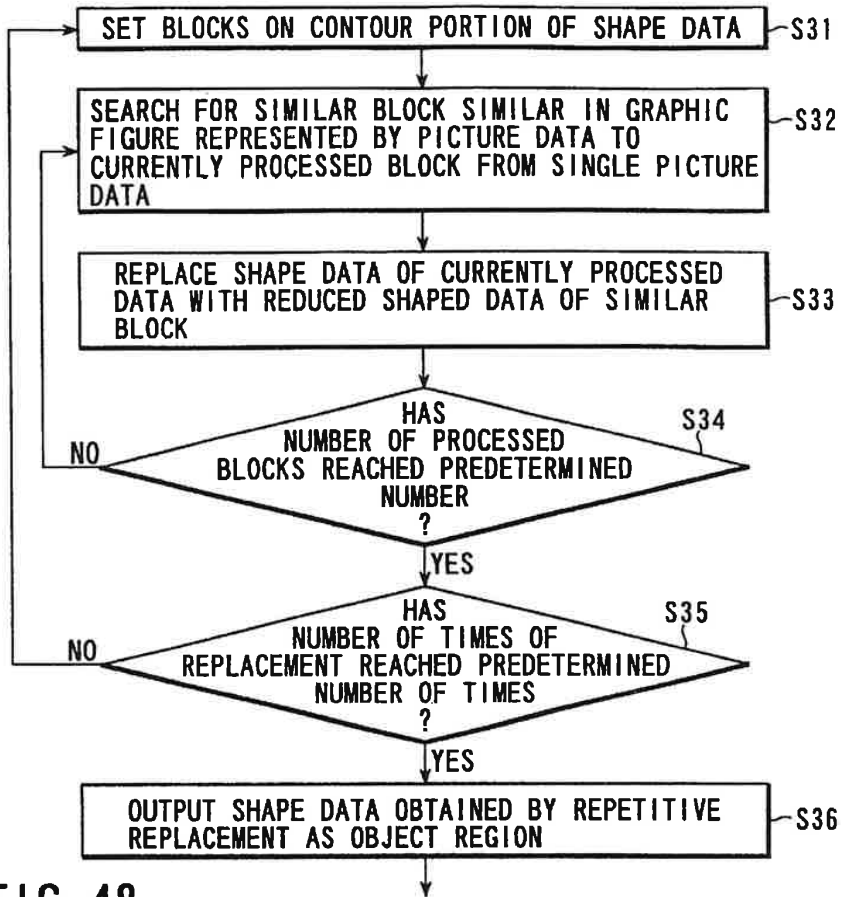 SET BLOCKS ON CONTOUR PORTION OF SHAPE DATA
S31
SEARCH FOR SIMILAR BLOCK SIMILAR IN GRAPHIC
FIGURE REPRESENTED BY PICTURE DATA TO
CURRENTLY PROCESSED BLOCK FROM SINGLE PICTURE
DATA
S32
REPLACE SHAPE DATA OF CURRENTLY PROCESSED
DATA WITH REDUCED SHAPED DATA OF SIMILAR
BLOCK
S33
HAS
NUMBER OF PROCESSED
BLOCKS REACHED PREDETERMINED
NUMBER
?
S34
NO
YES
HAS
NUMBER OF TIMES OF
REPLACEMENT REACHED PREDETERMINED
NUMBER OF TIMES
?
S35
NO
YES
OUTPUT SHAPE DATA OBTAINED BY REPETITIVE
REPLACEMENT AS OBJECT REGION
S36